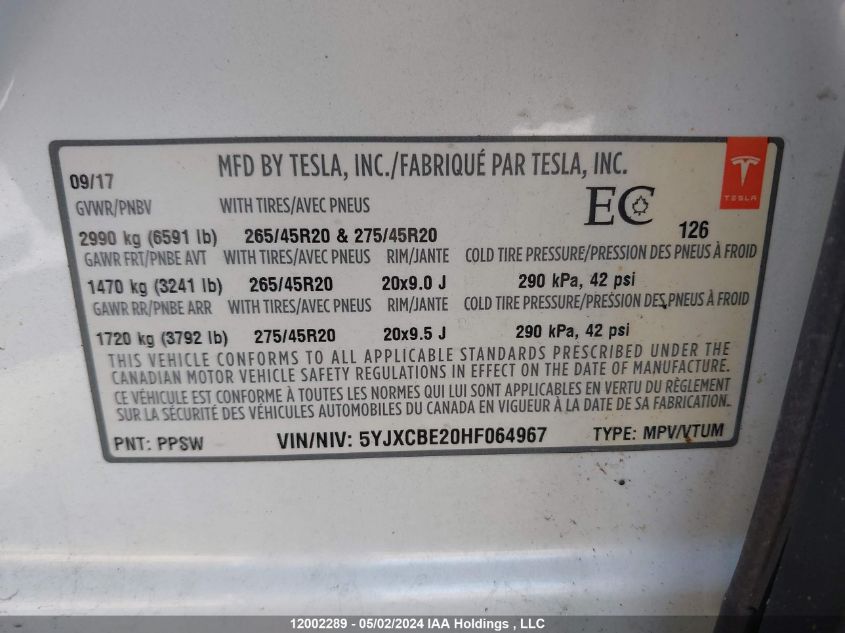 09/17 MFD BY TESLA, INC./FABRIQUÉ PAR TESLA, INC.
TESLA
GVWR/PNBV WITH TIRES/AVEC PNEUS EC 126
2990 kg (6591 lb) 265/45R20 & 275/45R20
GAWR FRT/PNBE AVT WITH TIRES/AVEC PNEUS RIM/JANTE COLD TIRE PRESSURE/PRESSION DES PNEUS À FROID
1470 kg (3241 lb) 265/45R20 20x9.0 J 290 kPa, 42 psi
GAWR RR/PNBE ARR WITH TIRES/AVEC PNEUS RIM/JANTE COLD TIRE PRESSURE/PRESSION DES PNEUS À FROID
1720 kg (3792 lb) 275/45R20 20x9.5 J 290 kPa, 42 psi
THIS VEHICLE CONFORMS TO ALL APPLICABLE STANDARDS PRESCRIBED UNDER THE
CANADIAN MOTOR VEHICLE SAFETY REGULATIONS IN EFFECT ON THE DATE OF MANUFACTURE.
CE VÉHICULE EST CONFORME À TOUTES LES NORMES QUI LUI SONT APPLICABLES EN VERTU DU RÈGLEMENT
SUR LA SÉCURITÉ DES VÉHICULES AUTOMOBILES DU CANADA EN VIGUEUR À LA DATE DE SA FABRICATION.
PNT: PPSW VIN/NIV: 5YJXCBE20HF064967 TYPE: MPV/VTUM
12002289 - 05/02/2024 IAA Holdings , LLC